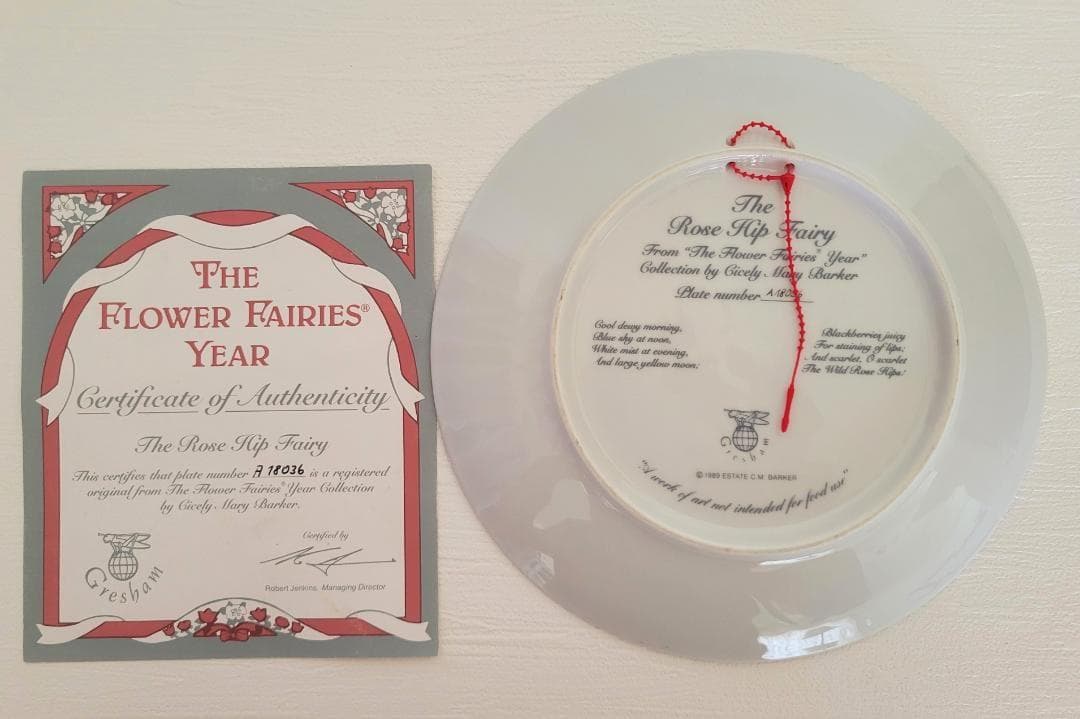 THE
FLOWER FAIRIES®
YEAR
Certificate of Authenticity
The Rose Hip Fairy
This certifies that plate number A 18036 is a registered
original from The Flower Fairies® Year Collection
by Cicely Mary Barker.
Certified by
Robert Jenkins, Managing Director
Gresham
The
Rose Hip Fairy
From "The Flower Fairies® Year"
Collection by Cicely Mary Barker
Plate number A 18036
Cool dewy morning,
Blue sky at noon,
White mist at evening,
And large yellow moon;
Blackberries juicy
For staining of lips;
And scarlet, O scarlet
The Wild Rose Hips!
Gresham
© 1989 ESTATE C.M. BARKER
"A work of art not intended for food use"